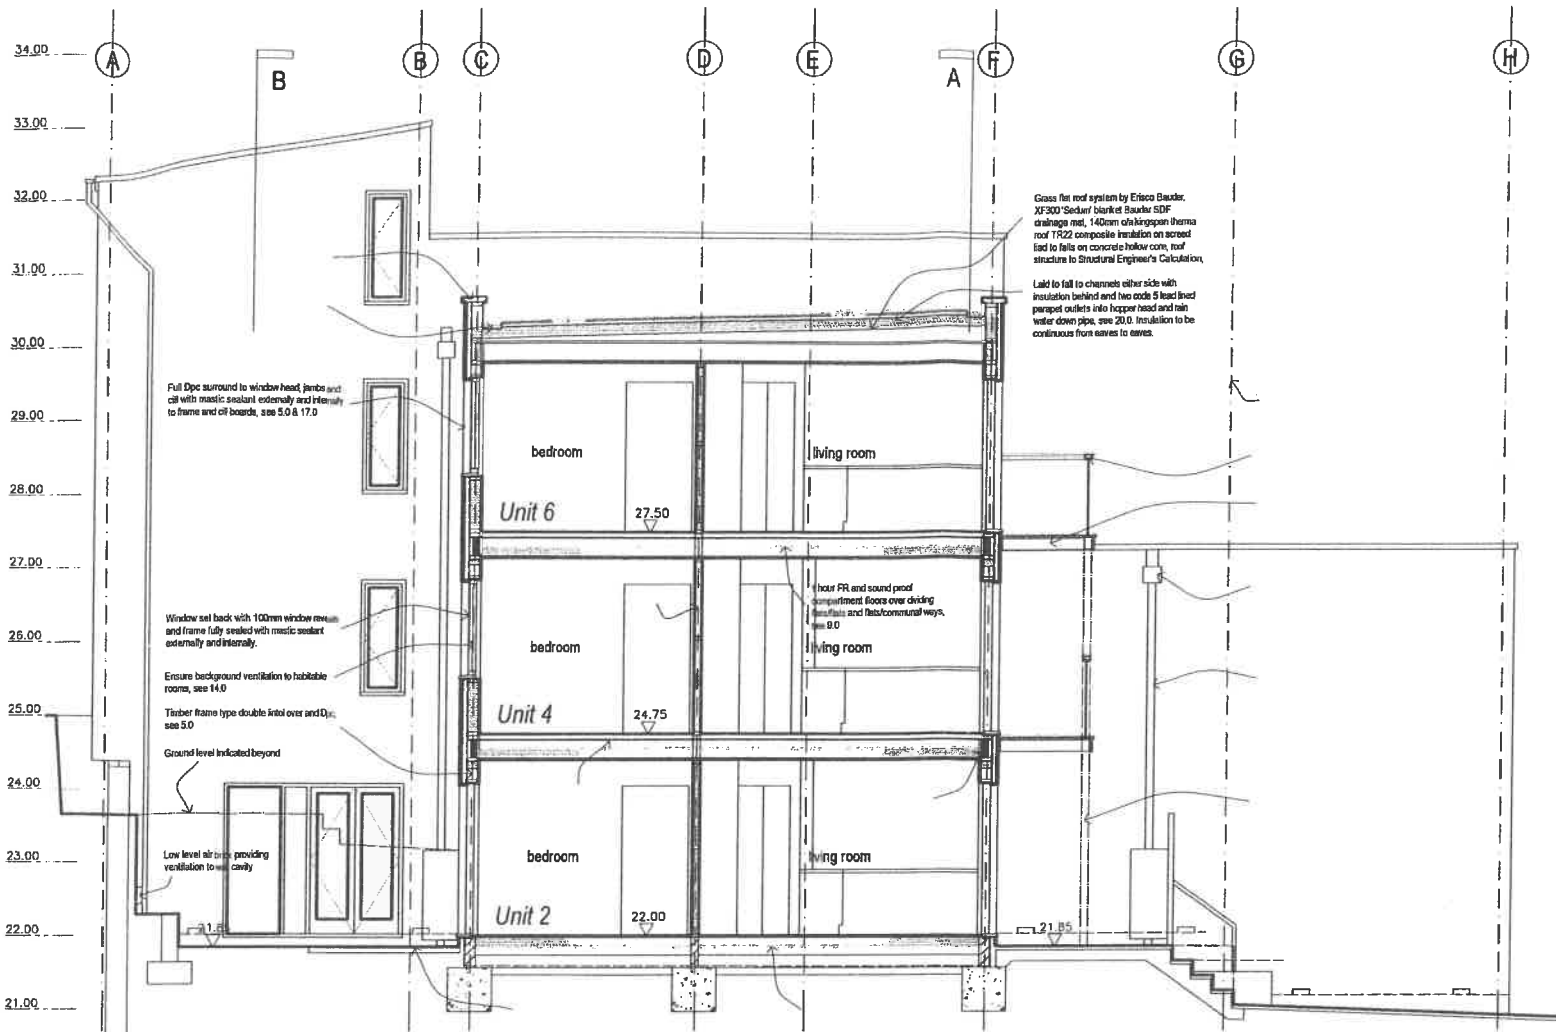 A
B
B
C
D
E
A
F
G
H
34.00
33.00
32.00
31.00
30.00
29.00
28.00
27.00
26.00
25.00
24.00
23.00
22.00
21.00
Grass flat roof system by Erisco Bauder,
XF300 'Sedum' blanket Bauder SDF
drainage mat, 140mm o/a kingspan therma
roof TR22 composite insulation on screed
to falls on concrete hollow core, roof
structure to Structural Engineer's Calculation,
Laid to fall to channels either side with
insulation behind and two code 5 lead lined
parapet outlets into hopper head and rain
water down pipe, see 20.0. Insulation to be
continuous from eaves to eaves.
Full Dpc surround to window head, jambs and
cill with mastic sealant externally and internally
to frame and cill boards, see 5.0 & 17.0
bedroom
living room
Unit 6
27.50
1 hour FR and sound proof
compartment floors over dividing
and flats/communal ways,
see 9.0
Window set back with 100mm window
and frame fully sealed with mastic sealant
externally and internally.
bedroom
living room
Ensure background ventilation to habitable
rooms, see 14.0
Timber frame type double lintol over and Dpc,
see 5.0
Unit 4
24.75
Ground level indicated beyond
Low level air providing
ventilation to cavity
bedroom
living room
Unit 2
22.00
21.85